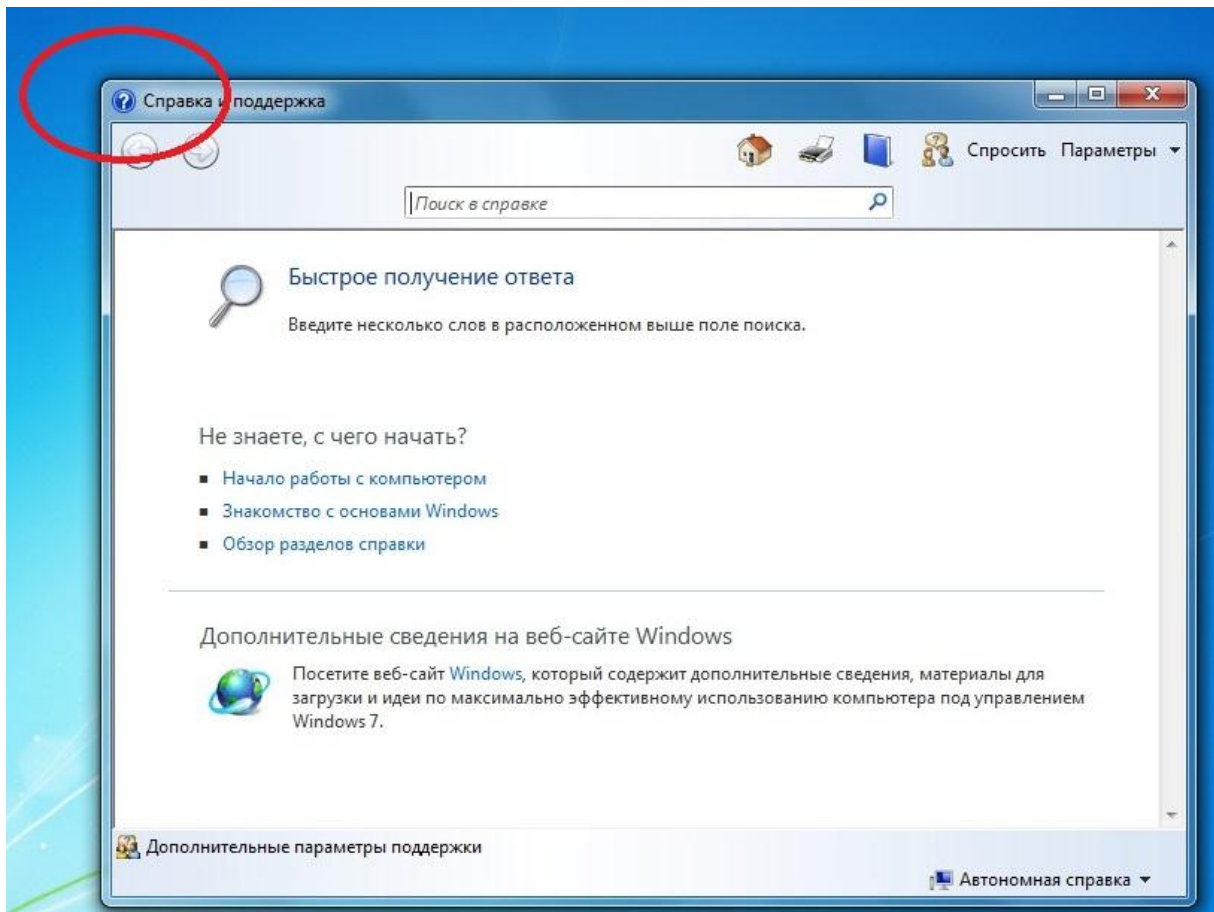 Справка и поддержка
Спросить Параметры
Поиск в справке
Быстрое получение ответа
Введите несколько слов в расположенном выше поле поиска.
Не знаете, с чего начать?
Начало работы с компьютером
Знакомство с основами Windows
Обзор разделов справки
Дополнительные сведения на веб-сайте Windows
Посетите веб-сайт Windows, который содержит дополнительные сведения, материалы для
загрузки и идеи по максимально эффективному использованию компьютера под управлением
Windows 7.
Дополнительные параметры поддержки
Автономная справка